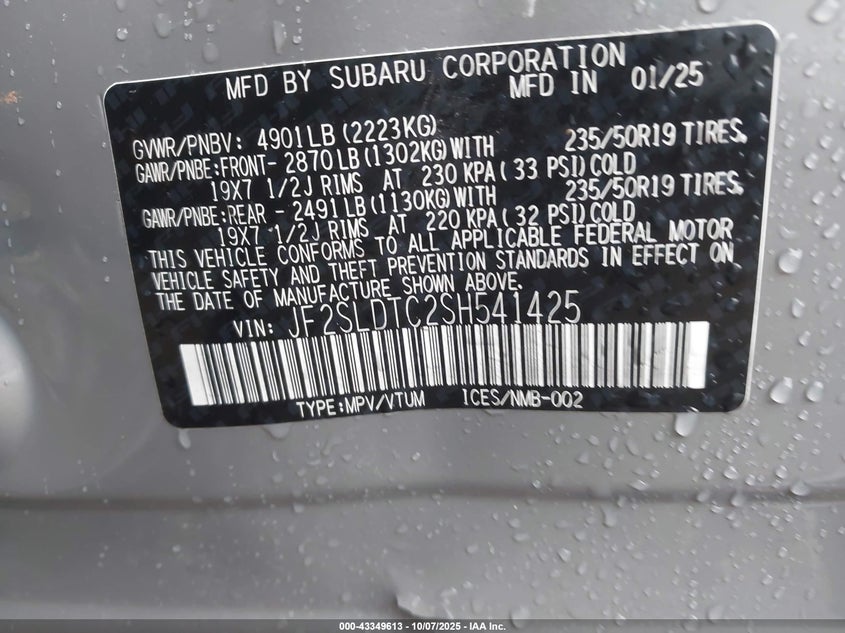 MFD BY SUBARU CORPORATION
MFD IN 01/25
GVWR/PNBV: 4901LB(2223KG)
GAWR/PNBE:FRONT- 2870LB(1302KG)WITH 235/50R19 TIRES,
19X7 1/2J RIMS AT 230 KPA( 33 PSI)COLD
GAWR/PNBE:REAR - 2491LB(1130KG)WITH 235/50R19 TIRES,
19X7 1/2J RIMS AT 220 KPA( 32 PSI)COLD
THIS VEHICLE CONFORMS TO ALL APPLICABLE FEDERAL MOTOR
VEHICLE SAFETY AND THEFT PREVENTION STANDARDS IN EFFECT ON
THE DATE OF MANUFACTURE SHOWN ABOVE.
VIN: JF2SLDTC2SH541425
TYPE:MPV/VTUM ICES/NMB-002
000-43349613 - 10/07/2025 - IAA Inc.